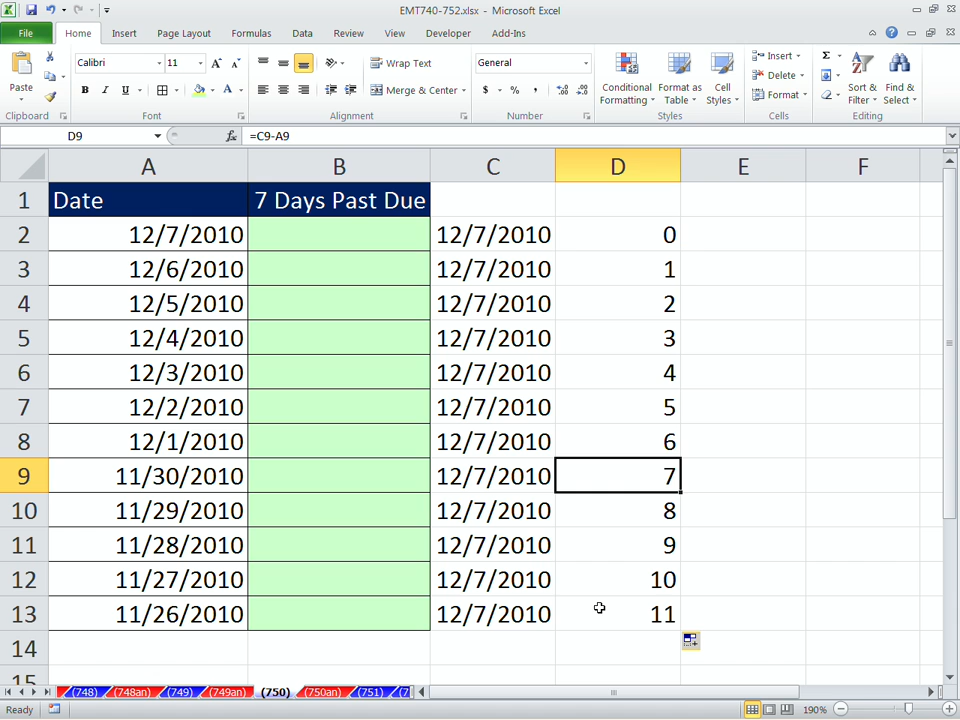 EMT740-752.xlsx - Microsoft Excel
File Home Insert Page Layout Formulas Data Review View Developer Add-Ins
Paste
Calibri 11
B I U
A A
A
Wrap Text
Merge & Center
General
$ % ,
Conditional Formatting
Format as Table
Cell Styles
Insert
Delete
Format
Σ
Sort & Filter
Find & Select
Clipboard Font Alignment Number Styles Cells Editing
D9 fx =C9-A9
A B C D E F
1 Date 7 Days Past Due
2 12/7/2010 12/7/2010 0
3 12/6/2010 12/7/2010 1
4 12/5/2010 12/7/2010 2
5 12/4/2010 12/7/2010 3
6 12/3/2010 12/7/2010 4
7 12/2/2010 12/7/2010 5
8 12/1/2010 12/7/2010 6
9 11/30/2010 12/7/2010 7
10 11/29/2010 12/7/2010 8
11 11/28/2010 12/7/2010 9
12 11/27/2010 12/7/2010 10
13 11/26/2010 12/7/2010 11
14
15
(748) (748an) (749) (749an) (750) (750an) (751) (7
Ready 190%